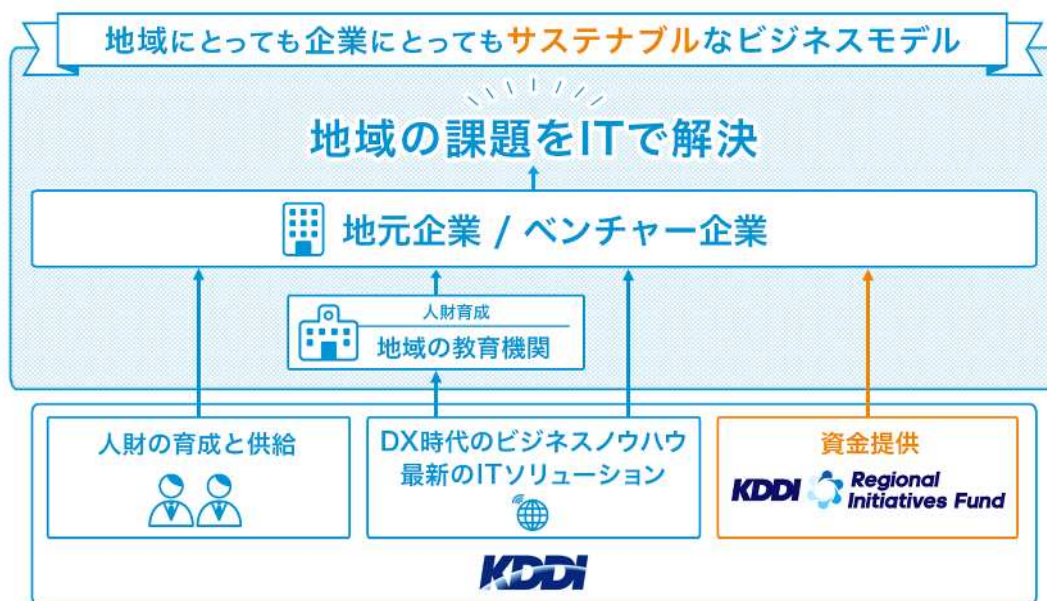 地域にとっても企業にとってもサステナブルなビジネスモデル
地域の課題をITで解決
地元企業 / ベンチャー企業
人財育成
地域の教育機関
人財の育成と供給
DX時代のビジネスノウハウ
最新のITソリューション
資金提供
KDDI Regional
Initiatives Fund
KDDI